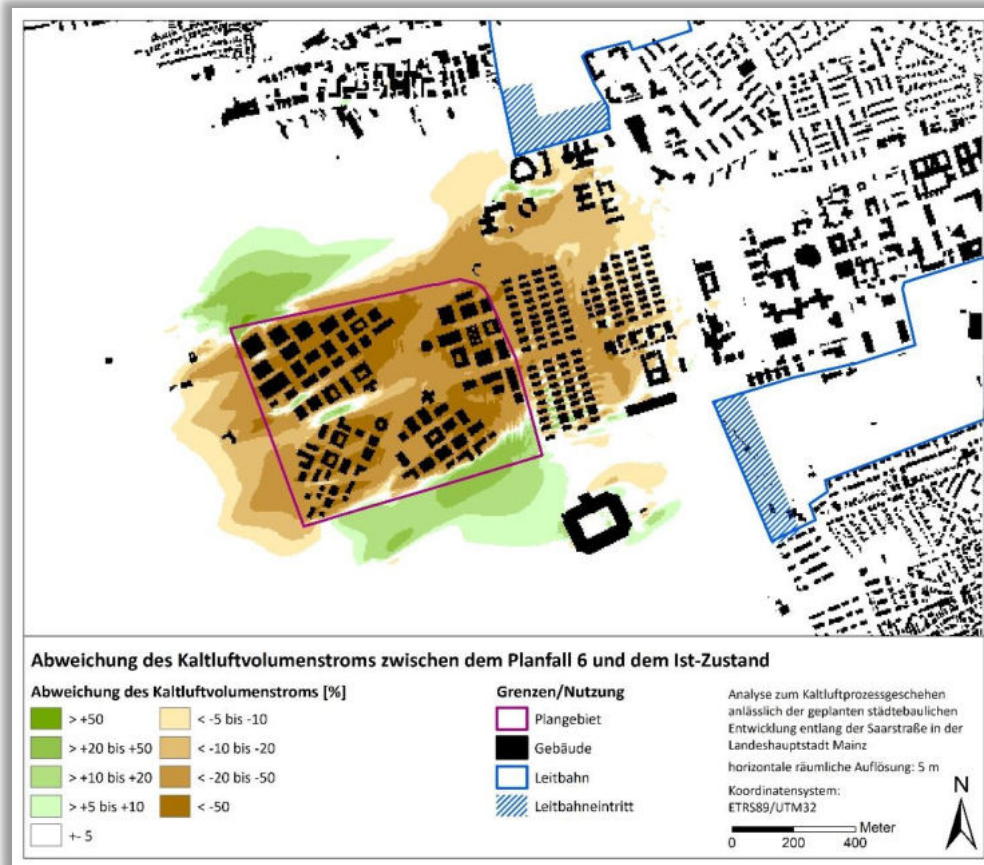 Abweichung des Kaltluftvolumenstroms zwischen dem Planfall 6 und dem Ist-Zustand
Abweichung des Kaltluftvolumenstroms [%]
> +50
> +20 bis +50
> +10 bis +20
> +5 bis +10
+- 5
< -5 bis -10
< -10 bis -20
< -20 bis -50
< -50
Grenzen/Nutzung
Plangebiet
Gebäude
Leitbahn
Leitbahneintritt
Analyse zum Kaltluftprozessgeschehen
anlässlich der geplanten städtebaulichen
Entwicklung entlang der Saarstraße in der
Landeshauptstadt Mainz
horizontale räumliche Auflösung: 5 m
Koordinatensystem:
ETRS89/UTM32
Meter
0 200 400
N